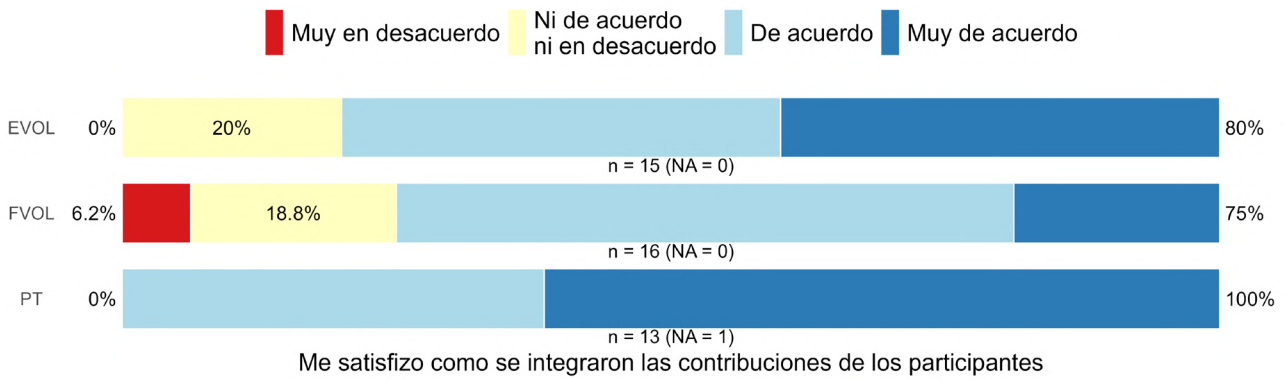 Muy en desacuerdo
Ni de acuerdo
ni en desacuerdo
De acuerdo
Muy de acuerdo
EVOL 0% 20% 80%
n = 15 (NA = 0)
FVOL 6.2% 18.8% 75%
n = 16 (NA = 0)
PT 0% 100%
n = 13 (NA = 1)
Me satisfizo como se integraron las contribuciones de los participantes